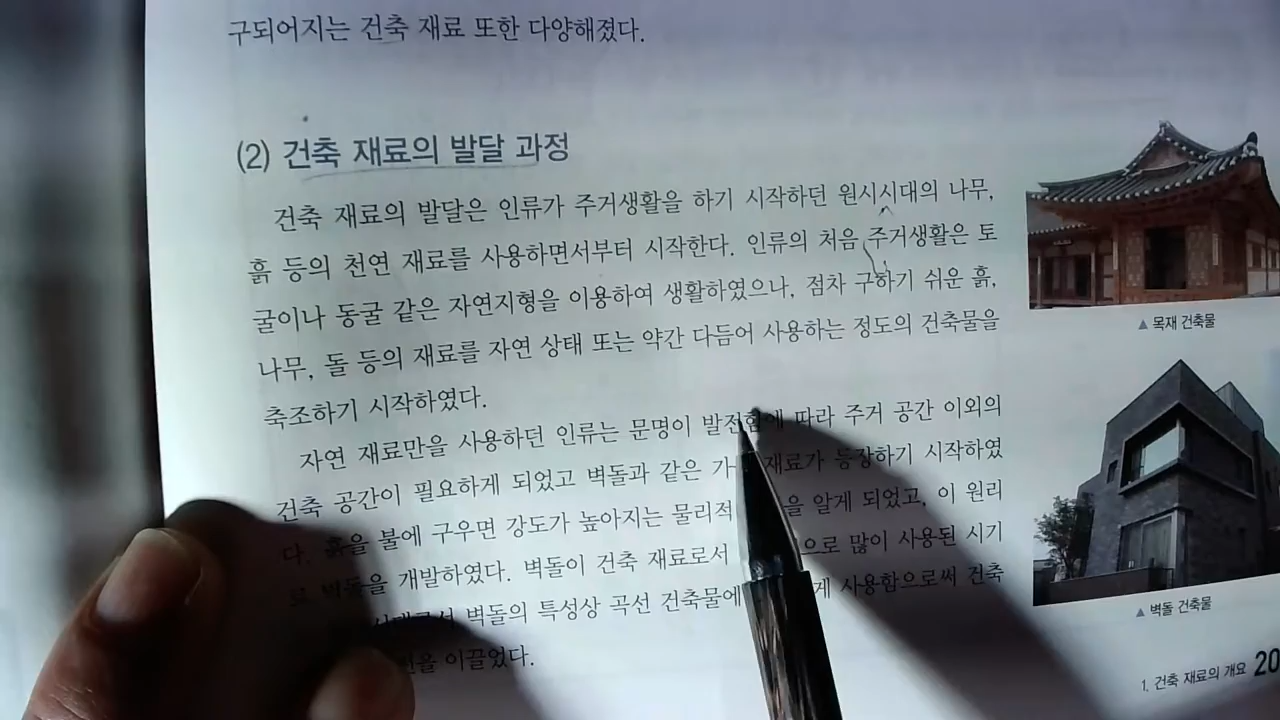 구되어지는 건축 재료 또한 다양해졌다.
(2) 건축 재료의 발달 과정
건축 재료의 발달은 인류가 주거생활을 하기 시작하던 원시시대의 나무,
흙 등의 천연 재료를 사용하면서부터 시작한다. 인류의 처음 주거생활은 토
굴이나 동굴 같은 자연지형을 이용하여 생활하였으나, 점차 구하기 쉬운 흙,
나무, 돌 등의 재료를 자연 상태 또는 약간 다듬어 사용하는 정도의 건축물을
축조하기 시작하였다.
자연 재료만을 사용하던 인류는 문명이 발전함에 따라 주거 공간 이외의
건축 공간이 필요하게 되었고 벽돌과 같은 재료가 등장하기 시작하였
다. 흙을 불에 구우면 강도가 높아지는 물리적 을 알게 되었고, 이 원리
로 벽돌을 개발하였다. 벽돌이 건축 재료로서 으로 많이 사용된 시기
벽돌의 특성상 곡선 건축물에 게 사용함으로써 건축
이끌었다.
▲ 목재 건축물
▲ 벽돌 건축물
1. 건축 재료의 개요 20